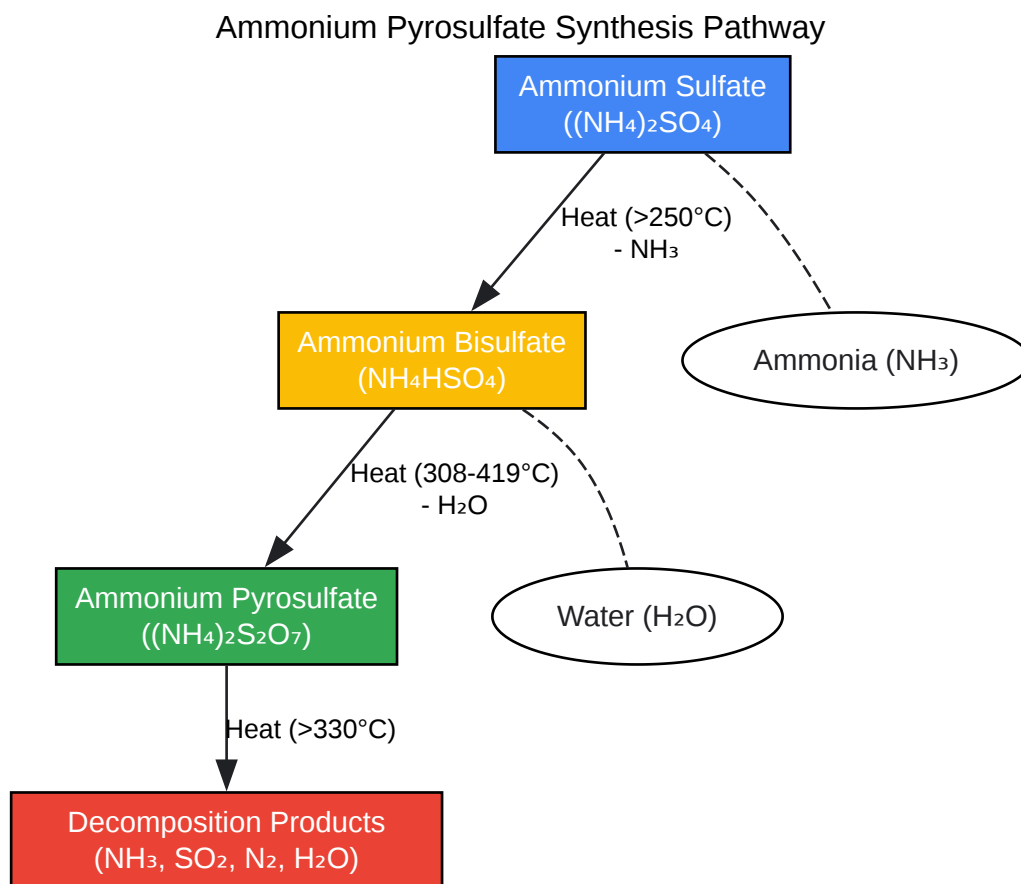 Ammonium Pyrosulfate Synthesis Pathway
Ammonium Sulfate
((NH₄)₂SO₄)
Heat (>250°C)
- NH₃
Ammonium Bisulfate
(NH₄HSO₄)
Ammonia (NH₃)
Heat (308-419°C)
- H₂O
Ammonium Pyrosulfate
((NH₄)₂S₂O₇)
Water (H₂O)
Heat (>330°C)
Decomposition Products
(NH₃, SO₂, N₂, H₂O)